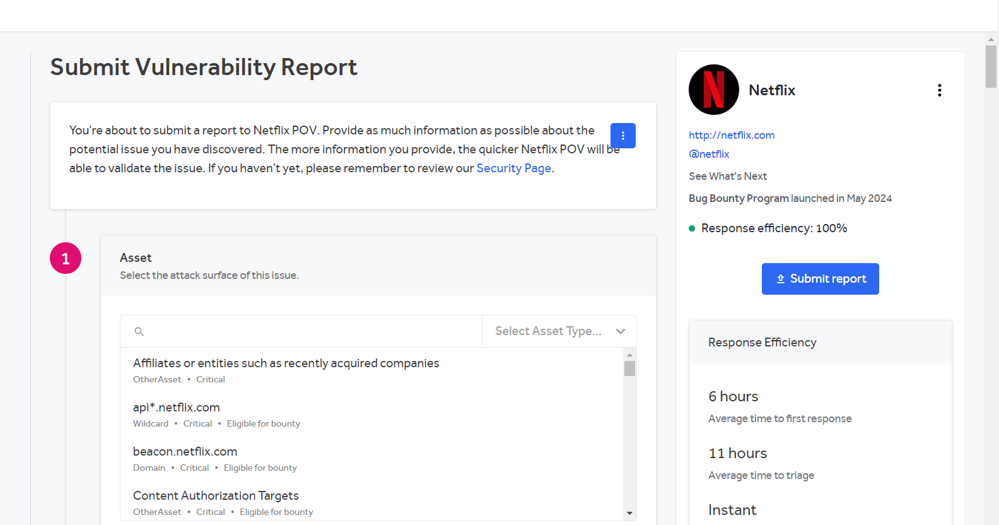 Submit Vulnerability Report
You're about to submit a report to Netflix POV. Provide as much information as possible about the
potential issue you have discovered. The more information you provide, the quicker Netflix POV will be
able to validate the issue. If you haven't yet, please remember to review our Security Page.
1
Asset
Select the attack surface of this issue.
Select Asset Type...
Affiliates or entities such as recently acquired companies
OtherAsset • Critical
api*.netflix.com
Wildcard • Critical • Eligible for bounty
beacon.netflix.com
Domain • Critical • Eligible for bounty
Content Authorization Targets
OtherAsset • Critical • Eligible for bounty
N
Netflix
http://netflix.com
@netflix
See What's Next
Bug Bounty Program launched in May 2024
Response efficiency: 100%
Submit report
Response Efficiency
6 hours
Average time to first response
11 hours
Average time to triage
Instant